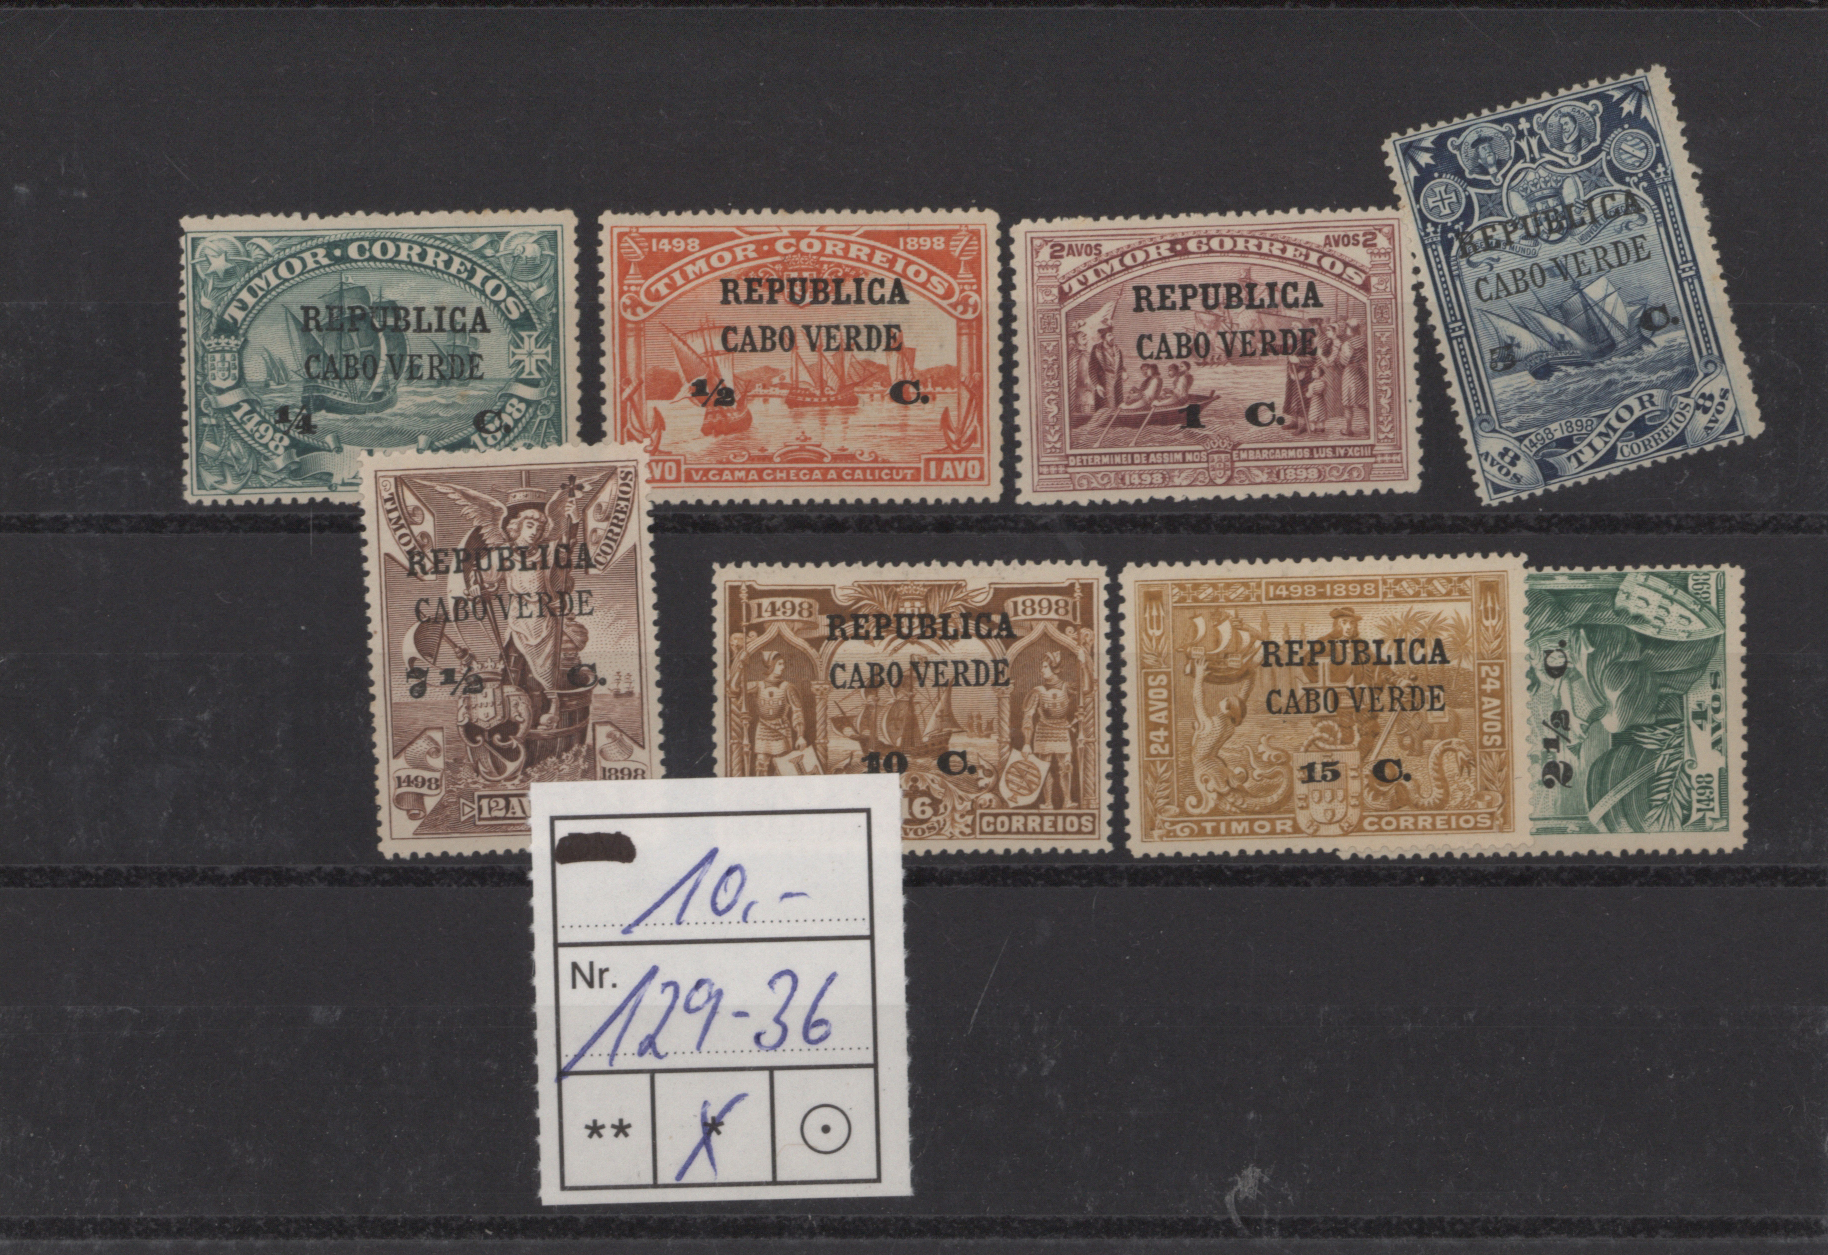 TIMOR·CORREIOS
REPUBLICA
CABO VERDE
¼ C.
1498 1898
1498 1898
TIMOR·CORREIOS
REPUBLICA
CABO VERDE
½ C.
V. GAMA CHEGA A CALICUT 1 AVO
2 AVOS AVOS 2
TIMOR·CORREIOS
REPUBLICA
CABO VERDE
1 C.
DETERMINEI DE ASSIM NOS EMBARCARMOS LUS. IV·XCIII
1498 1898
REPUBLICA
CABO VERDE
5 C.
1498-1898
8 AVOS TIMOR CORREIOS 8 AVOS
TIMOR CORREIOS
REPUBLICA
CABO VERDE
7½ C.
1498 1898
12 AV
1498 1898
REPUBLICA
CABO VERDE
10 C.
16
CORREIOS
1498-1898
24 AVOS 24 AVOS
REPUBLICA
CABO VERDE
15 C.
TIMOR CORREIOS
2½ C.
4 AVOS
1498
10,-
Nr.
129-36
** *